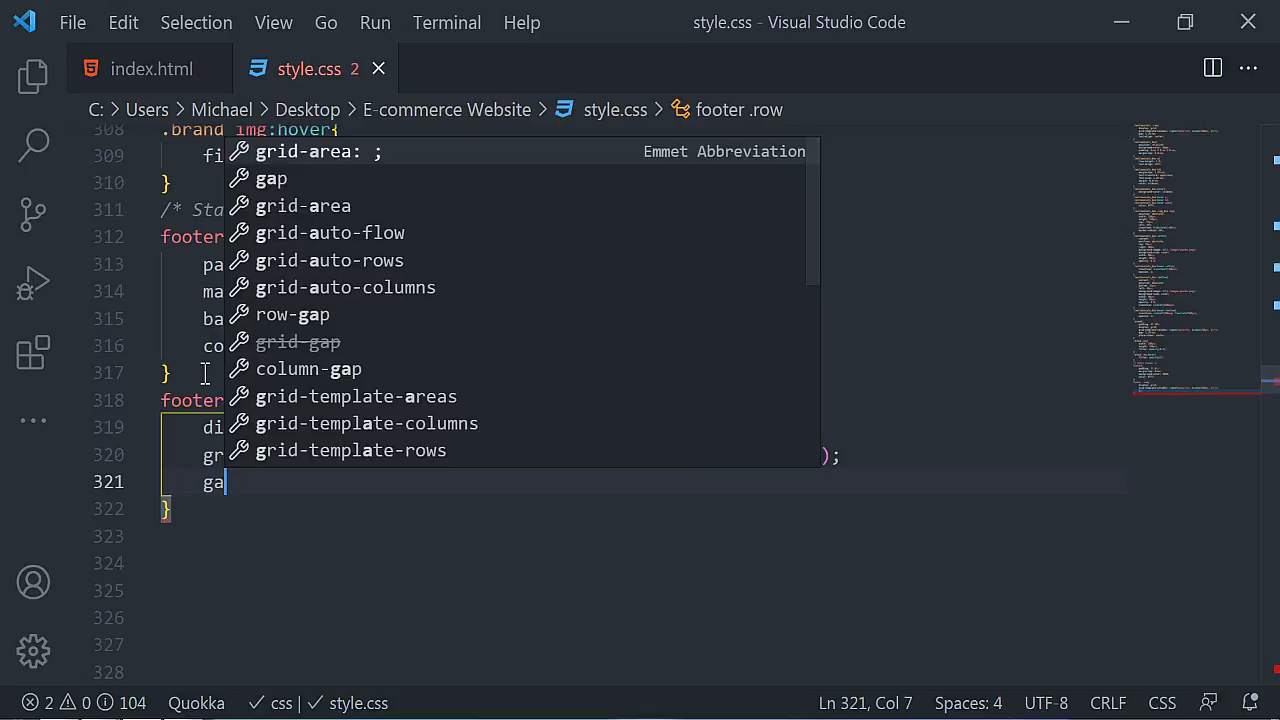 File Edit Selection View Go Run Terminal Help style.css - Visual Studio Code
index.html style.css 2
C: > Users > Michael > Desktop > E-commerce Website > style.css > footer .row
308 .brand img:hover{
309 fi
310 }
311 /* Sta
312 footer
313 pa
314 ma
315 ba
316 co
317 }
318 footer
319 di
320 gr );
321 ga
322 }
323
324
325
326
327
328
grid-area: ; Emmet Abbreviation
gap
grid-area
grid-auto-flow
grid-auto-rows
grid-auto-columns
row-gap
grid-gap
column-gap
grid-template-areas
grid-template-columns
grid-template-rows
2 0 104 Quokka css | style.css Ln 321, Col 7 Spaces: 4 UTF-8 CRLF CSS